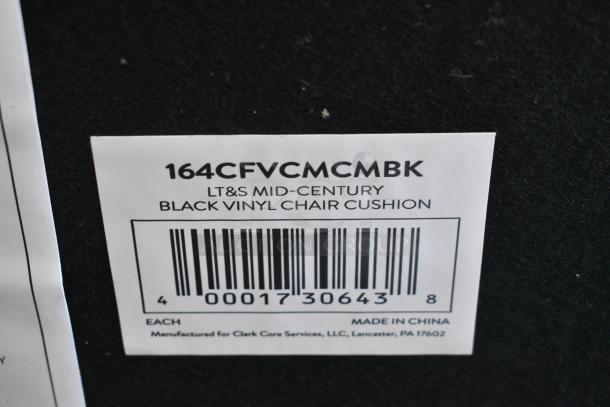 164CFVCMCMBK
LT&S MID-CENTURY
BLACK VINYL CHAIR CUSHION
4 00017 30643 8
EACH MADE IN CHINA
Manufactured for Clark Core Services, LLC, Lancaster, PA 17602
Y